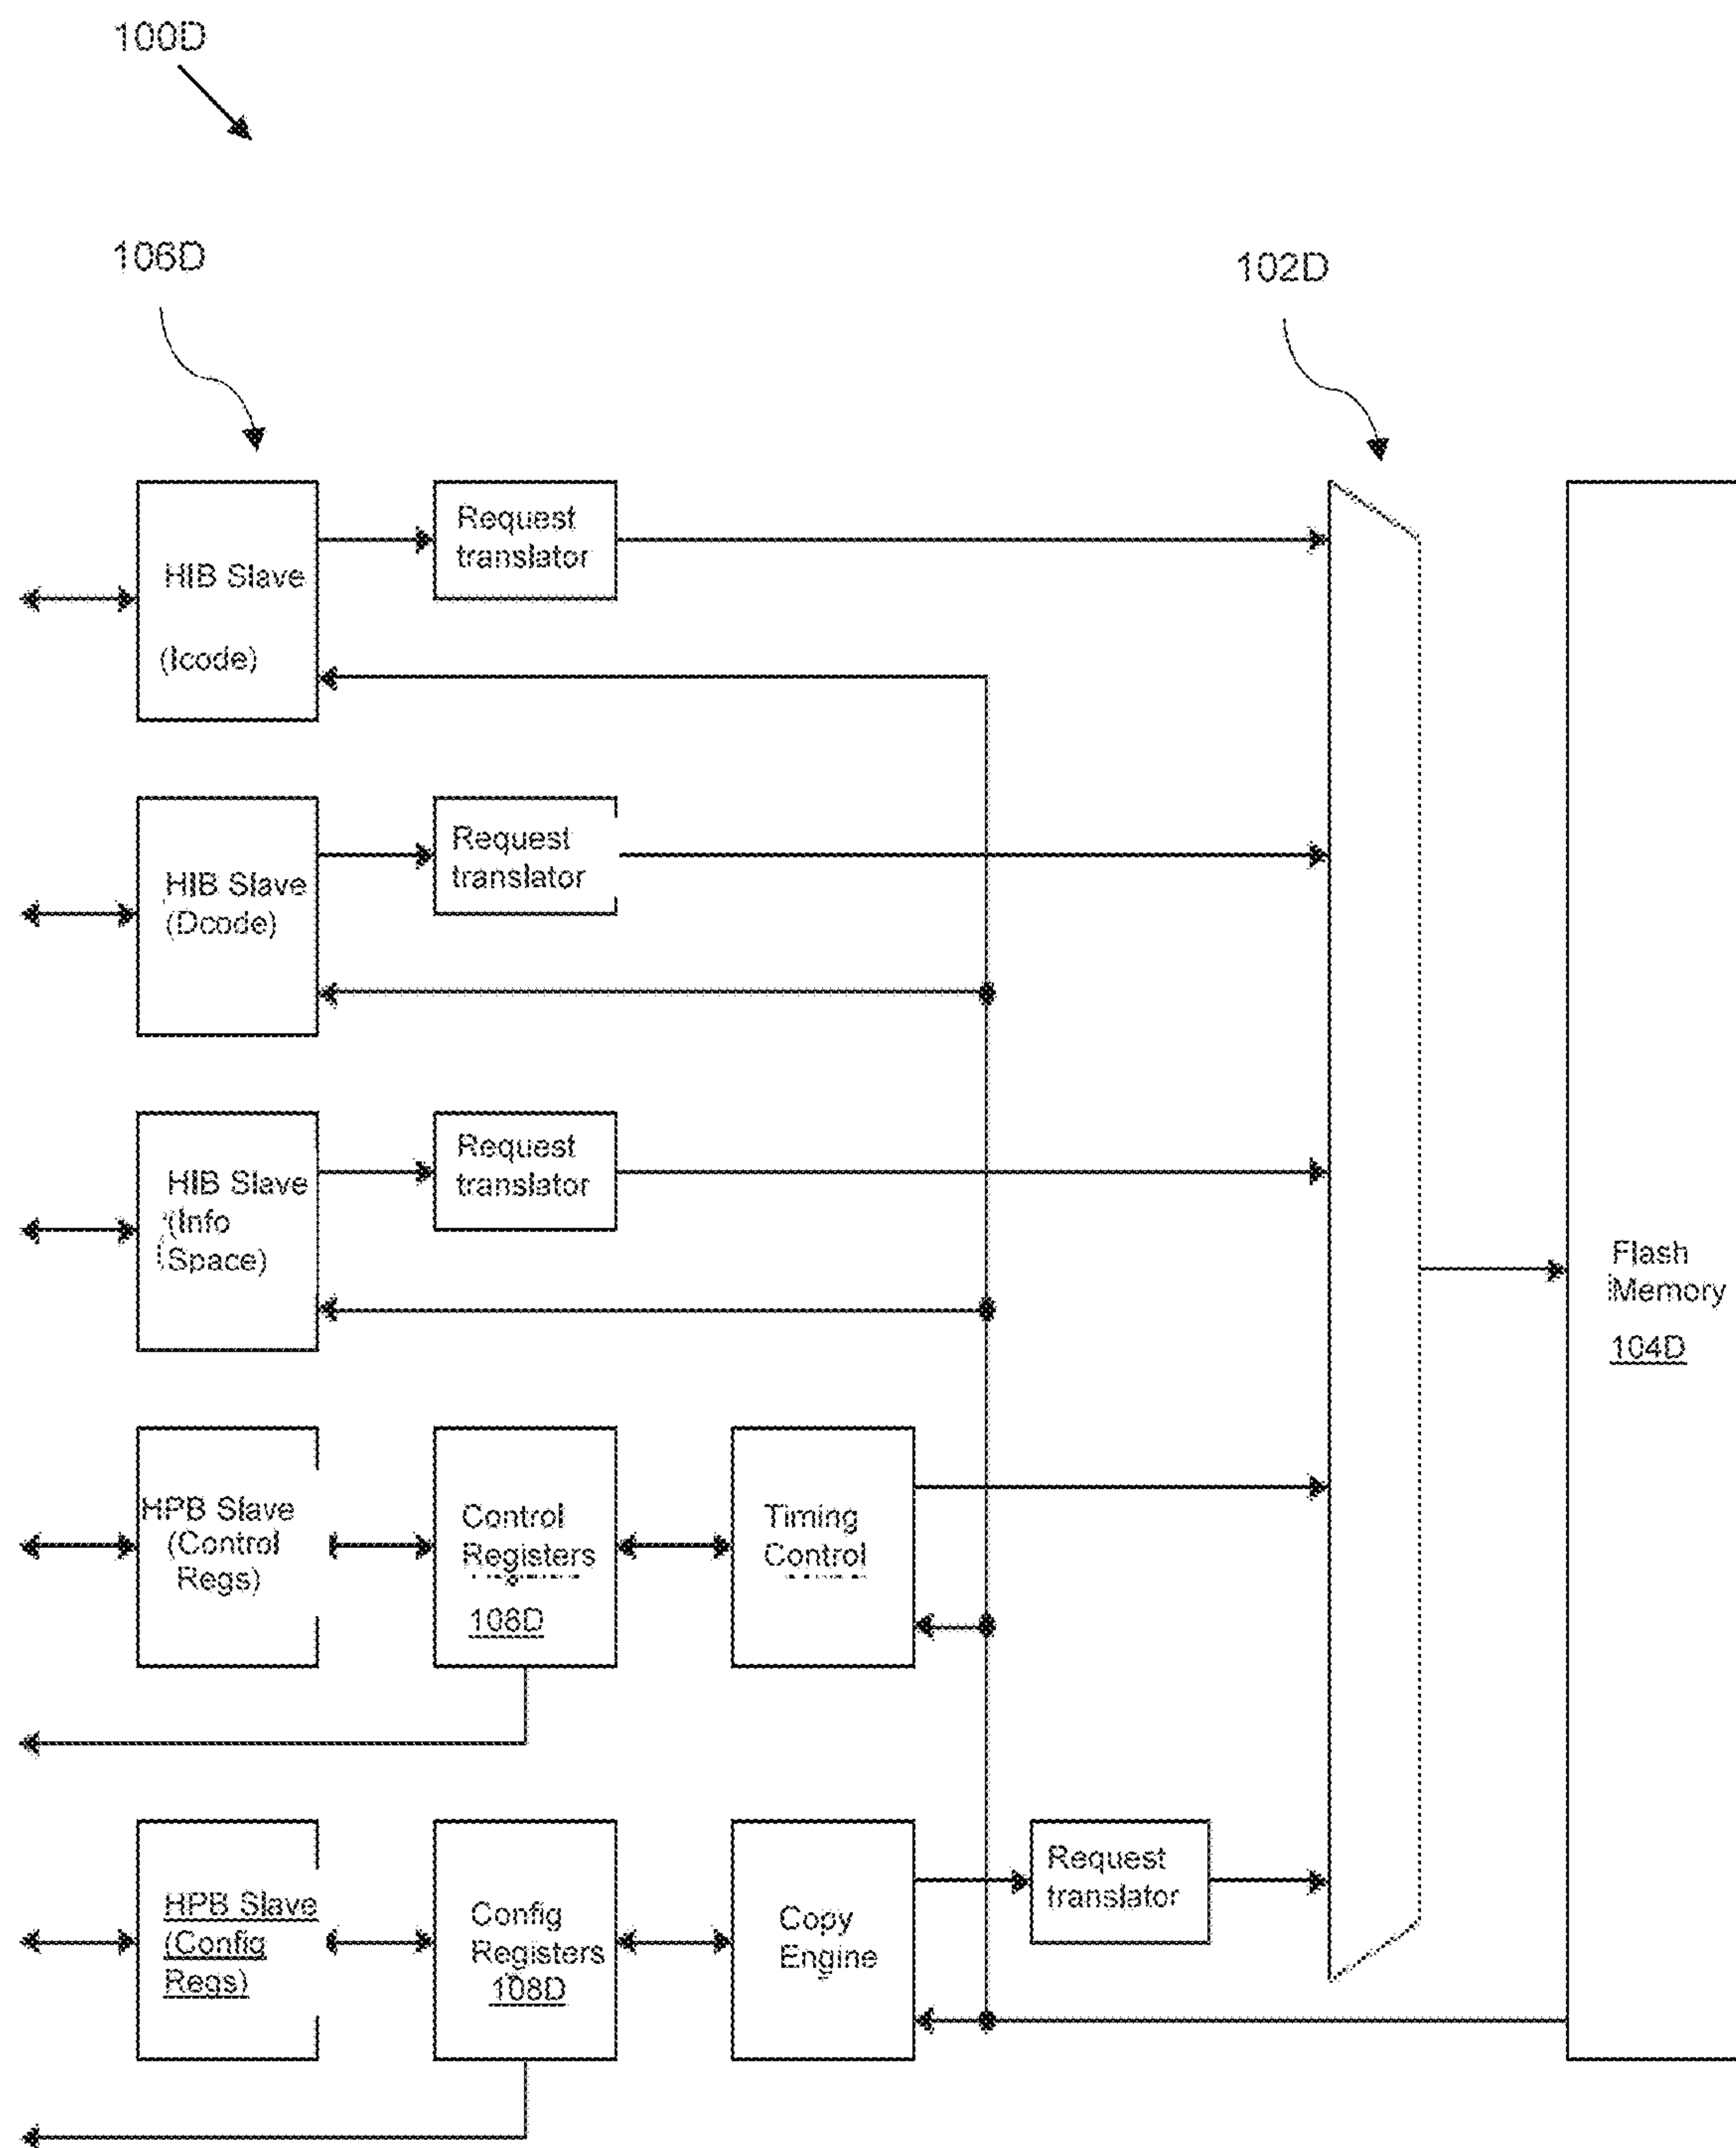 100D
106D
102D
HIB Slave
(Icode)
Request
translator
HIB Slave
(Dcode)
Request
translator
HIB Slave
(Info
Space)
Request
translator
Flash
Memory
104D
HPB Slave
(Control
Regs)
Control
Registers
108D
Timing
Control
HPB Slave
(Config
Regs)
Config
Registers
108D
Copy
Engine
Request
translator